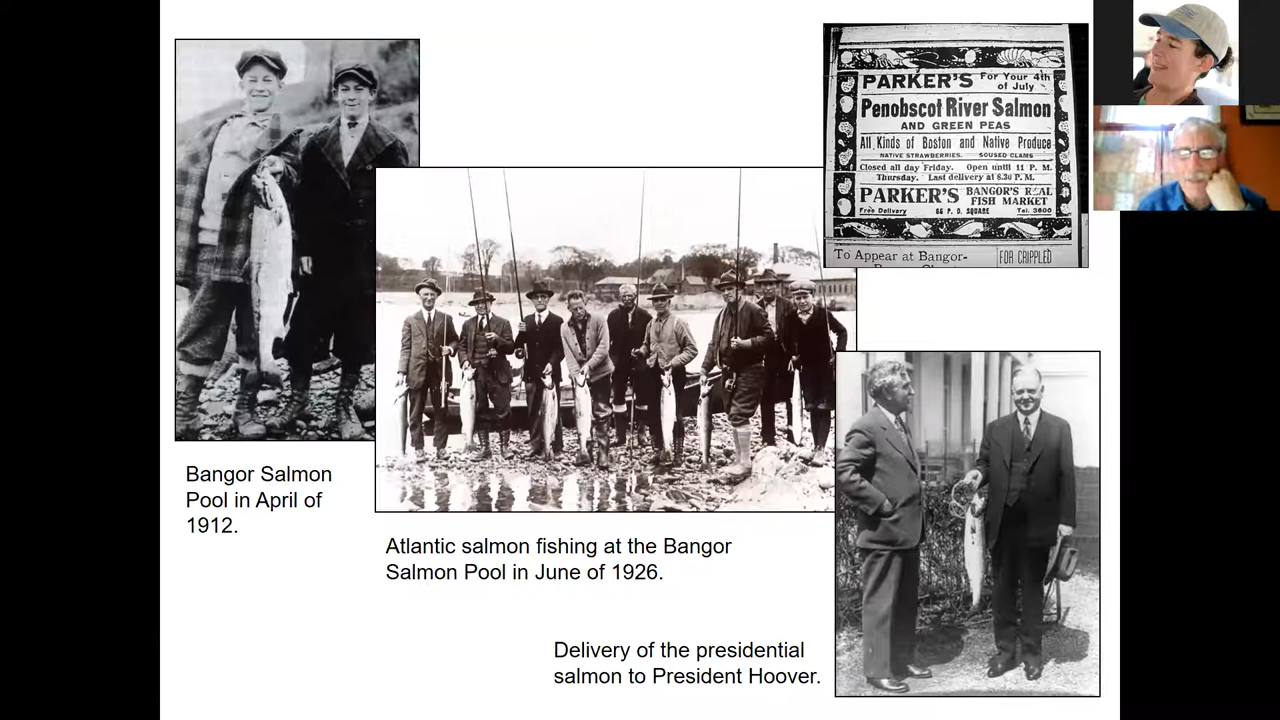 PARKER'S For Your 4th of July
Penobscot River Salmon
AND GREEN PEAS
All Kinds of Boston and Native Produce
NATIVE STRAWBERRIES. SOUSED CLAMS
Closed all day Friday. Open until 11 P. M.
Thursday. Last delivery at 8.30 P. M.
PARKER'S BANGOR'S REAL FISH MARKET
Free Delivery 66 P. O. SQUARE Tel. 3600
To Appear at Bangor-
FOR CRIPPLED
Bangor Salmon
Pool in April of
1912.
Atlantic salmon fishing at the Bangor
Salmon Pool in June of 1926.
Delivery of the presidential
salmon to President Hoover.